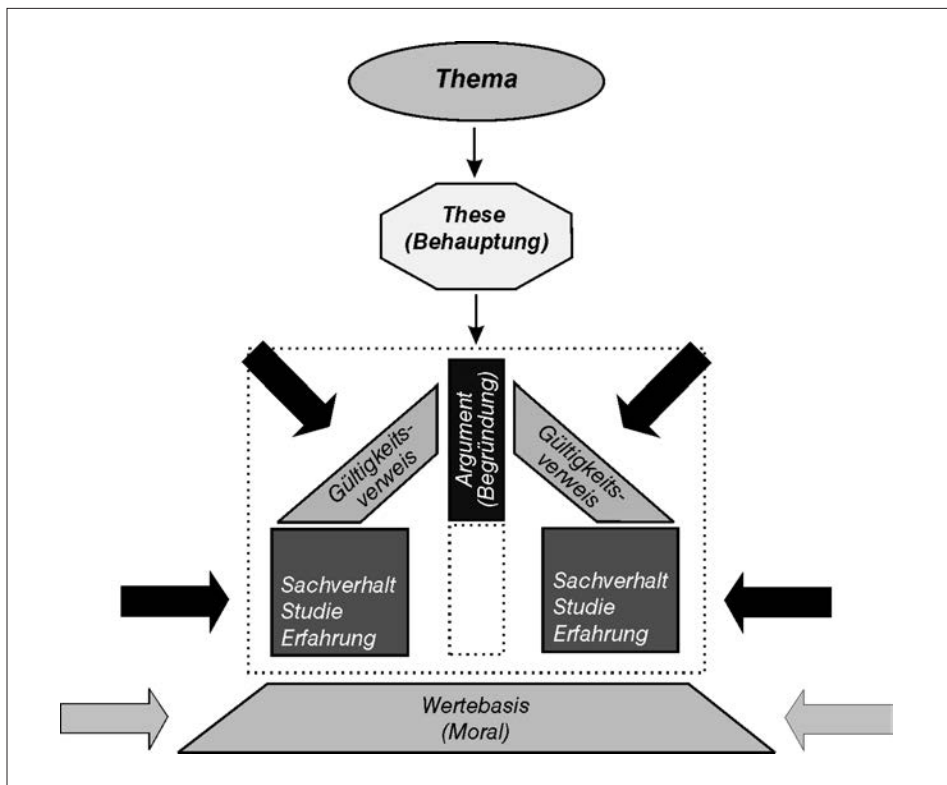 Thema
These
(Behauptung)
Argument
(Begründung)
Gültigkeits-
verweis
Gültigkeits-
verweis
Sachverhalt
Studie
Erfahrung
Sachverhalt
Studie
Erfahrung
Wertebasis
(Moral)